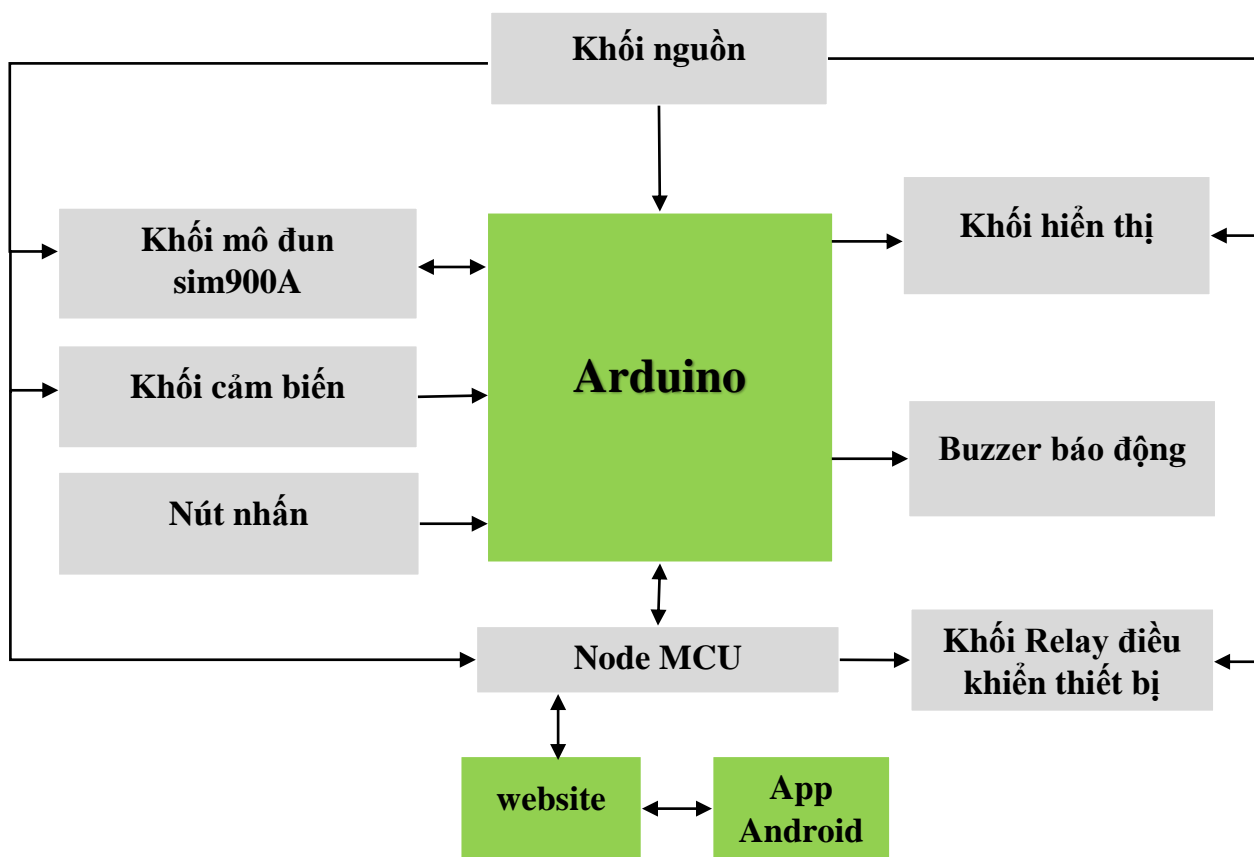 Khối nguồn
Khối mô đun
sim900A
Khối hiển thị
Arduino
Khối cảm biến
Buzzer báo động
Nút nhấn
Node MCU
Khối Relay điều
khiển thiết bị
website
App
Android